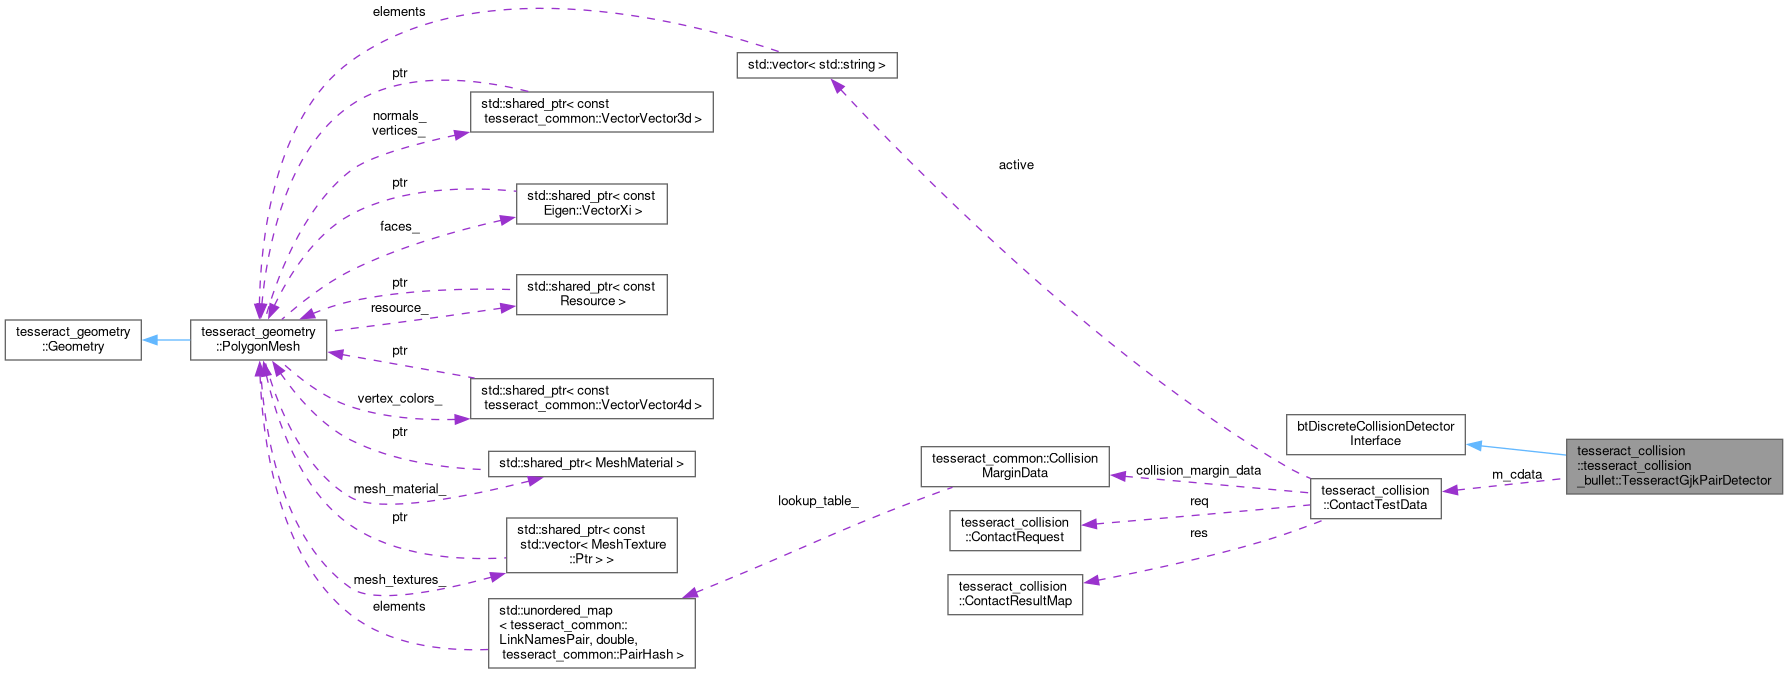 elements
std::vector< std::string >
ptr
std::shared_ptr< const
tesseract_common::VectorVector3d >
normals_
vertices_
active
ptr
std::shared_ptr< const
Eigen::VectorXi >
faces_
ptr
std::shared_ptr< const
Resource >
resource_
tesseract_geometry
::Geometry
tesseract_geometry
::PolygonMesh
ptr
std::shared_ptr< const
tesseract_common::VectorVector4d >
vertex_colors_
ptr
std::shared_ptr< MeshMaterial >
mesh_material_
ptr
std::shared_ptr< const
std::vector< MeshTexture
::Ptr > >
mesh_textures_
elements
std::unordered_map
< tesseract_common::
LinkNamesPair, double,
tesseract_common::PairHash >
lookup_table_
tesseract_common::Collision
MarginData
collision_margin_data
req
tesseract_collision
::ContactRequest
res
tesseract_collision
::ContactResultMap
tesseract_collision
::ContactTestData
btDiscreteCollisionDetector
Interface
m_cdata
tesseract_collision
::tesseract_collision
_bullet::TesseractGjkPairDetector